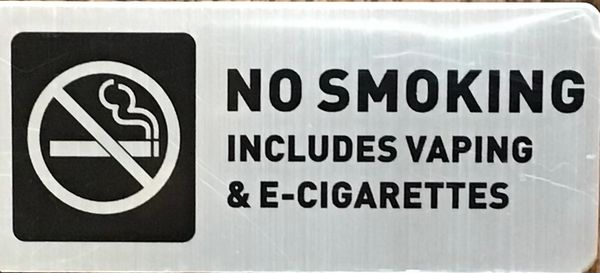 NO SMOKING
INCLUDES VAPING
& E-CIGARETTES